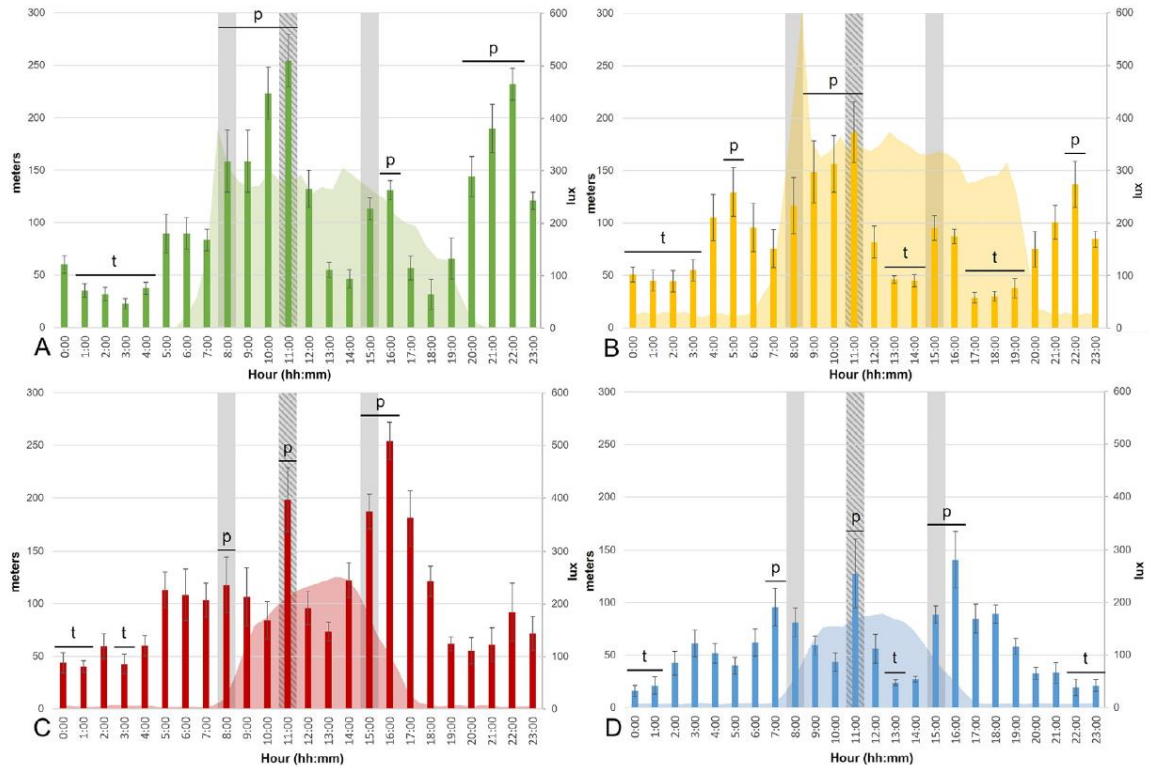 300 250 200 150 100 50 0
meters
p p p
t
600 500 400 300 200 100 0
lux
0:00 1:00 2:00 3:00 4:00 5:00 6:00 7:00 8:00 9:00 10:00 11:00 12:00 13:00 14:00 15:00 16:00 17:00 18:00 19:00 20:00 21:00 22:00 23:00
A Hour (hh:mm)
300 250 200 150 100 50 0
meters
p p p
t t t
600 500 400 300 200 100 0
lux
0:00 1:00 2:00 3:00 4:00 5:00 6:00 7:00 8:00 9:00 10:00 11:00 12:00 13:00 14:00 15:00 16:00 17:00 18:00 19:00 20:00 21:00 22:00 23:00
B Hour (hh:mm)
300 250 200 150 100 50 0
meters
p p p
t t
600 500 400 300 200 100 0
lux
0:00 1:00 2:00 3:00 4:00 5:00 6:00 7:00 8:00 9:00 10:00 11:00 12:00 13:00 14:00 15:00 16:00 17:00 18:00 19:00 20:00 21:00 22:00 23:00
C Hour (hh:mm)
300 250 200 150 100 50 0
meters
p p p
t t t
600 500 400 300 200 100 0
lux
0:00 1:00 2:00 3:00 4:00 5:00 6:00 7:00 8:00 9:00 10:00 11:00 12:00 13:00 14:00 15:00 16:00 17:00 18:00 19:00 20:00 21:00 22:00 23:00
D Hour (hh:mm)